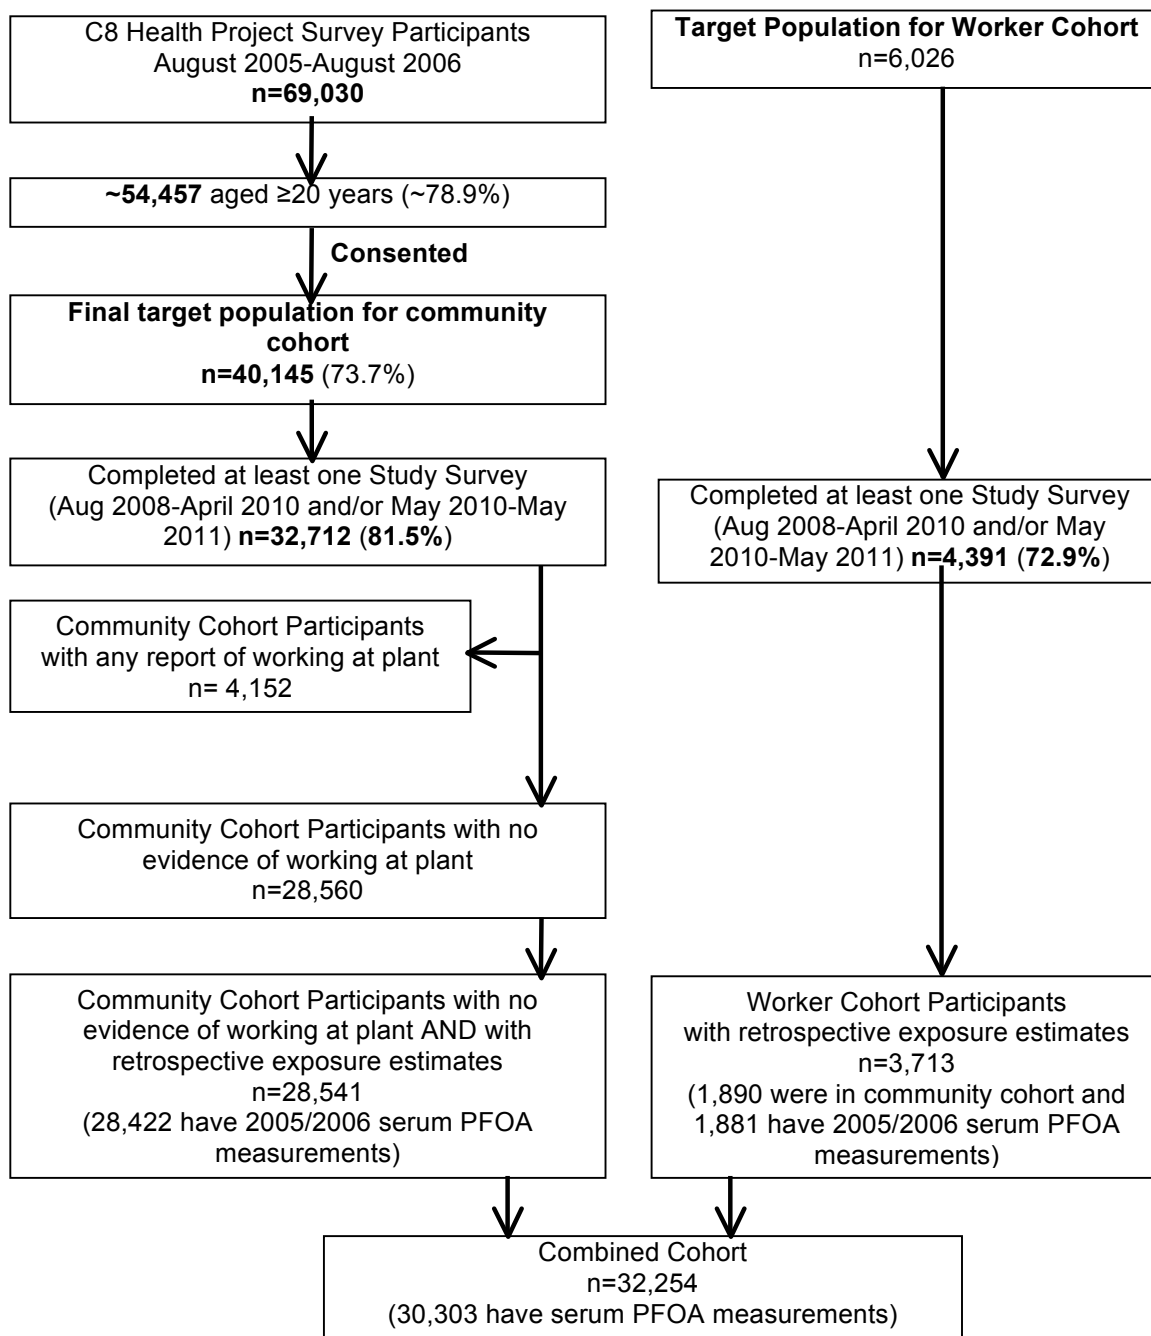 C8 Health Project Survey Participants
August 2005-August 2006
n=69,030
~54,457 aged ≥20 years (~78.9%)
Consented
Final target population for community
cohort
n=40,145 (73.7%)
Completed at least one Study Survey
(Aug 2008-April 2010 and/or May 2010-May
2011) n=32,712 (81.5%)
Community Cohort Participants
with any report of working at plant
n= 4,152
Community Cohort Participants with no
evidence of working at plant
n=28,560
Community Cohort Participants with no
evidence of working at plant AND with
retrospective exposure estimates
n=28,541
(28,422 have 2005/2006 serum PFOA
measurements)
Target Population for Worker Cohort
n=6,026
Completed at least one Study Survey
(Aug 2008-April 2010 and/or May
2010-May 2011) n=4,391 (72.9%)
Worker Cohort Participants
with retrospective exposure estimates
n=3,713
(1,890 were in community cohort and
1,881 have 2005/2006 serum PFOA
measurements)
Combined Cohort
n=32,254
(30,303 have serum PFOA measurements)